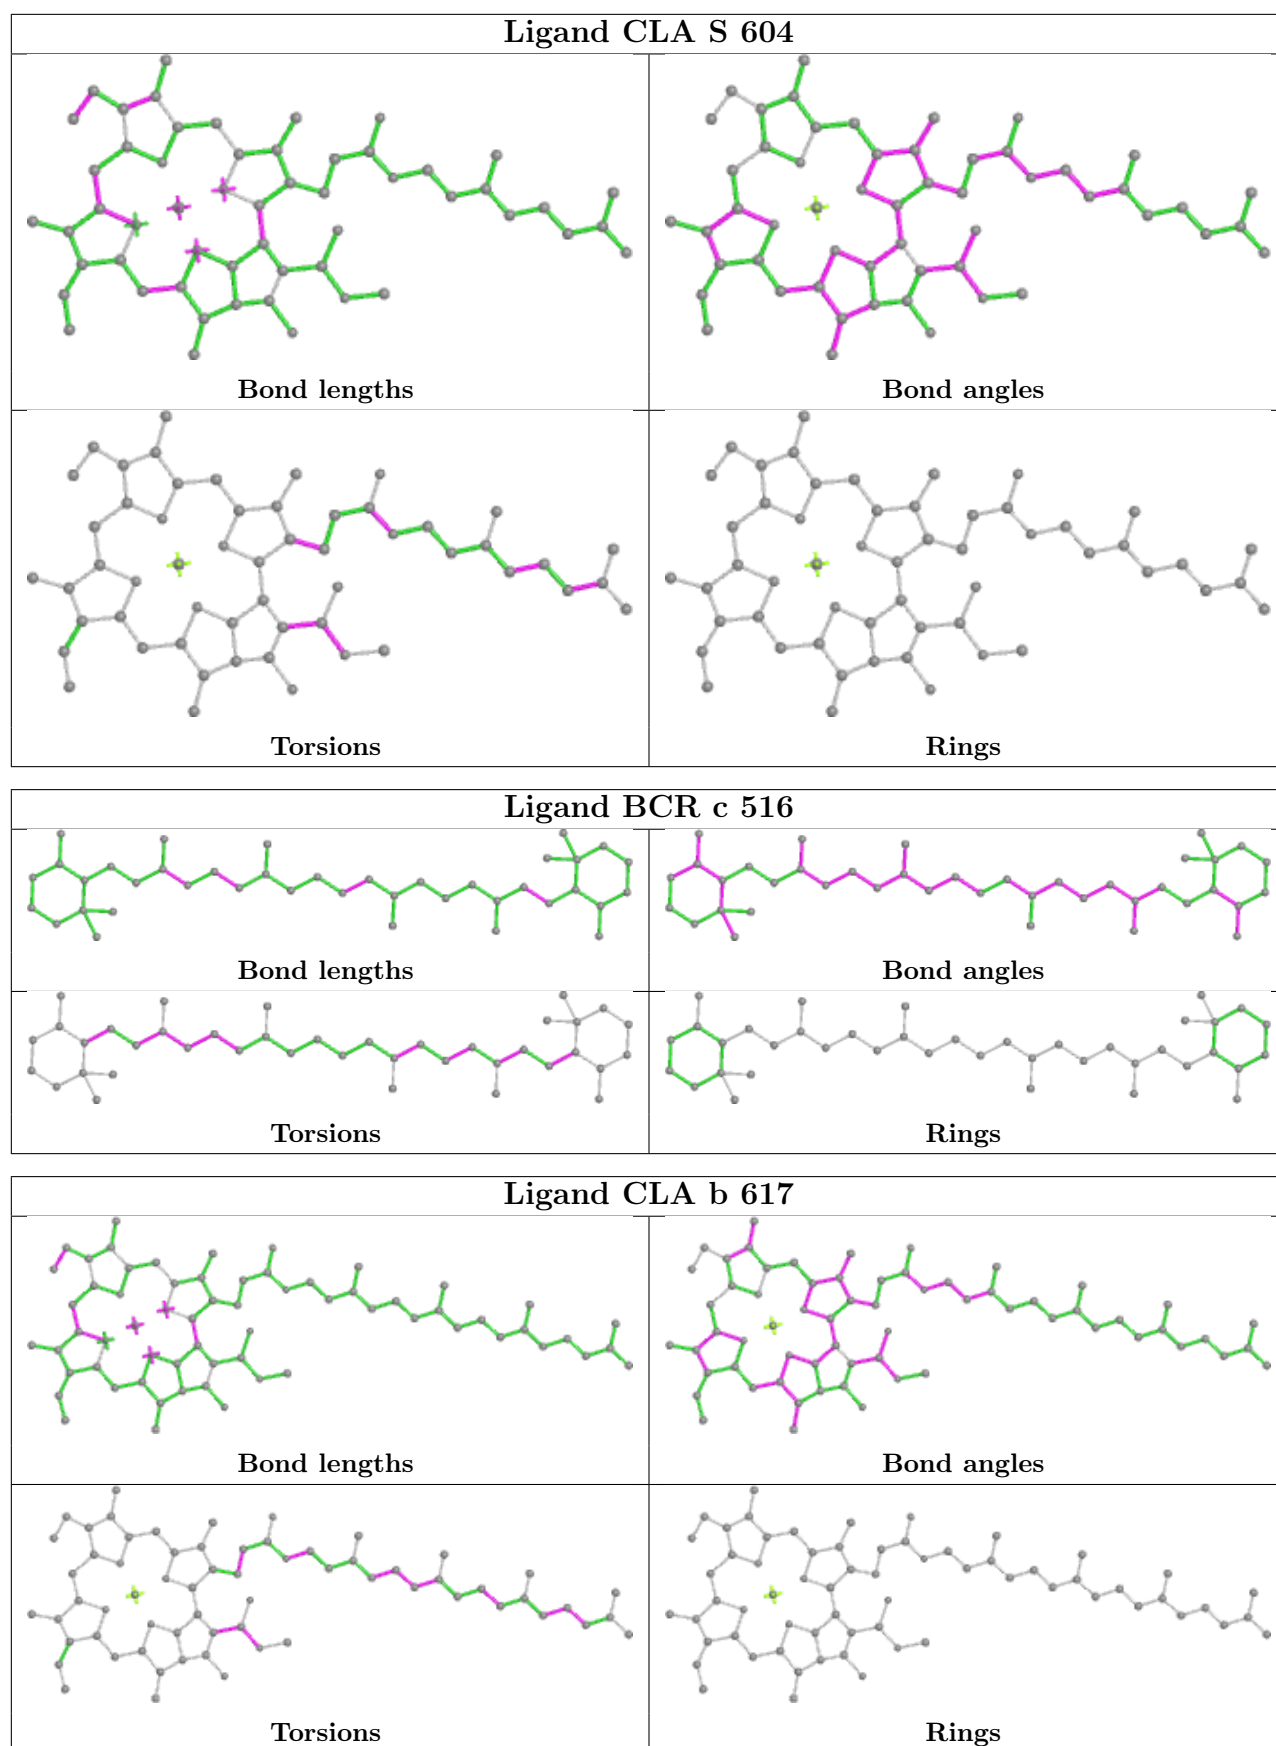 Ligand CLA S 604
Bond lengths
Bond angles
Torsions
Rings
Ligand BCR c 516
Bond lengths
Bond angles
Torsions
Rings
Ligand CLA b 617
Bond lengths
Bond angles
Torsions
Rings